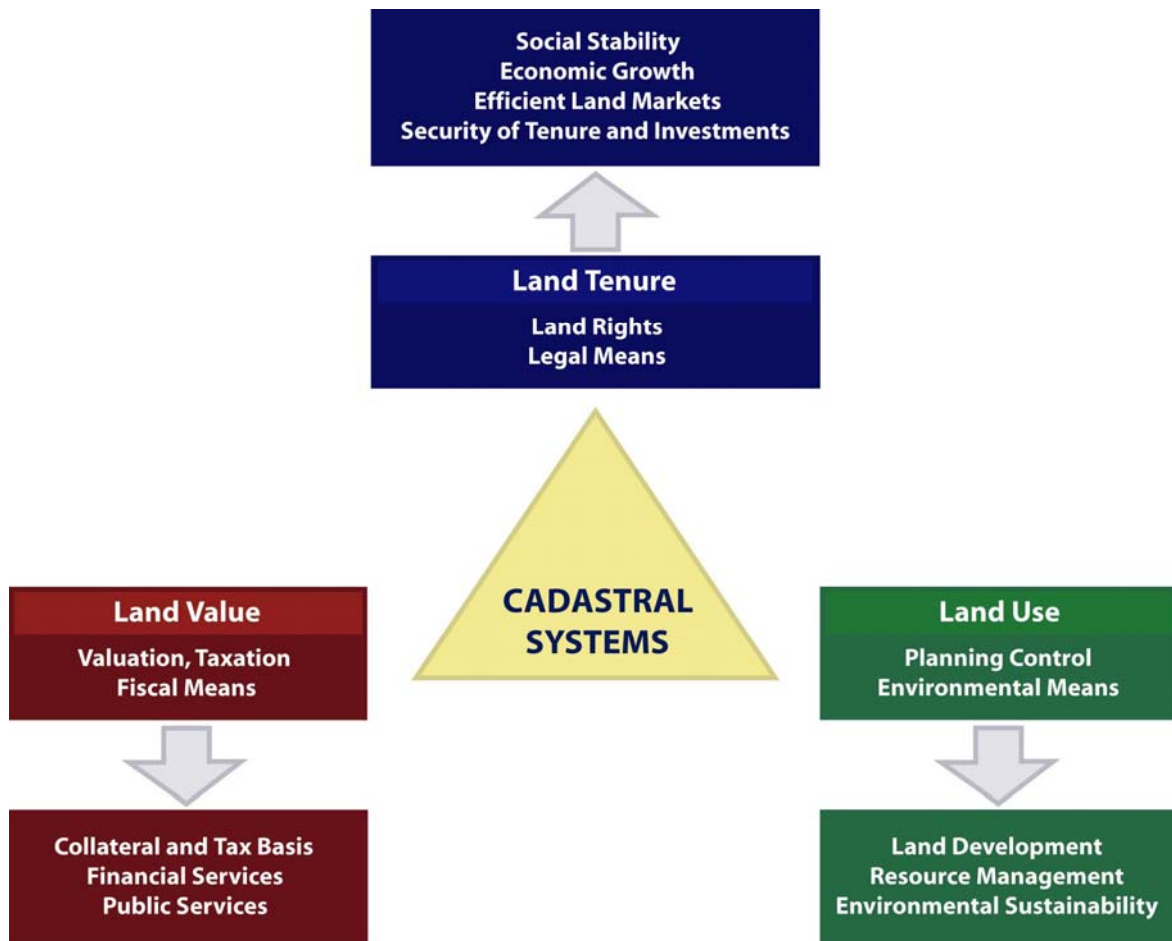 Social Stability
Economic Growth
Efficient Land Markets
Security of Tenure and Investments
Land Tenure
Land Rights
Legal Means
CADASTRAL
SYSTEMS
Land Value
Valuation, Taxation
Fiscal Means
Collateral and Tax Basis
Financial Services
Public Services
Land Use
Planning Control
Environmental Means
Land Development
Resource Management
Environmental Sustainability